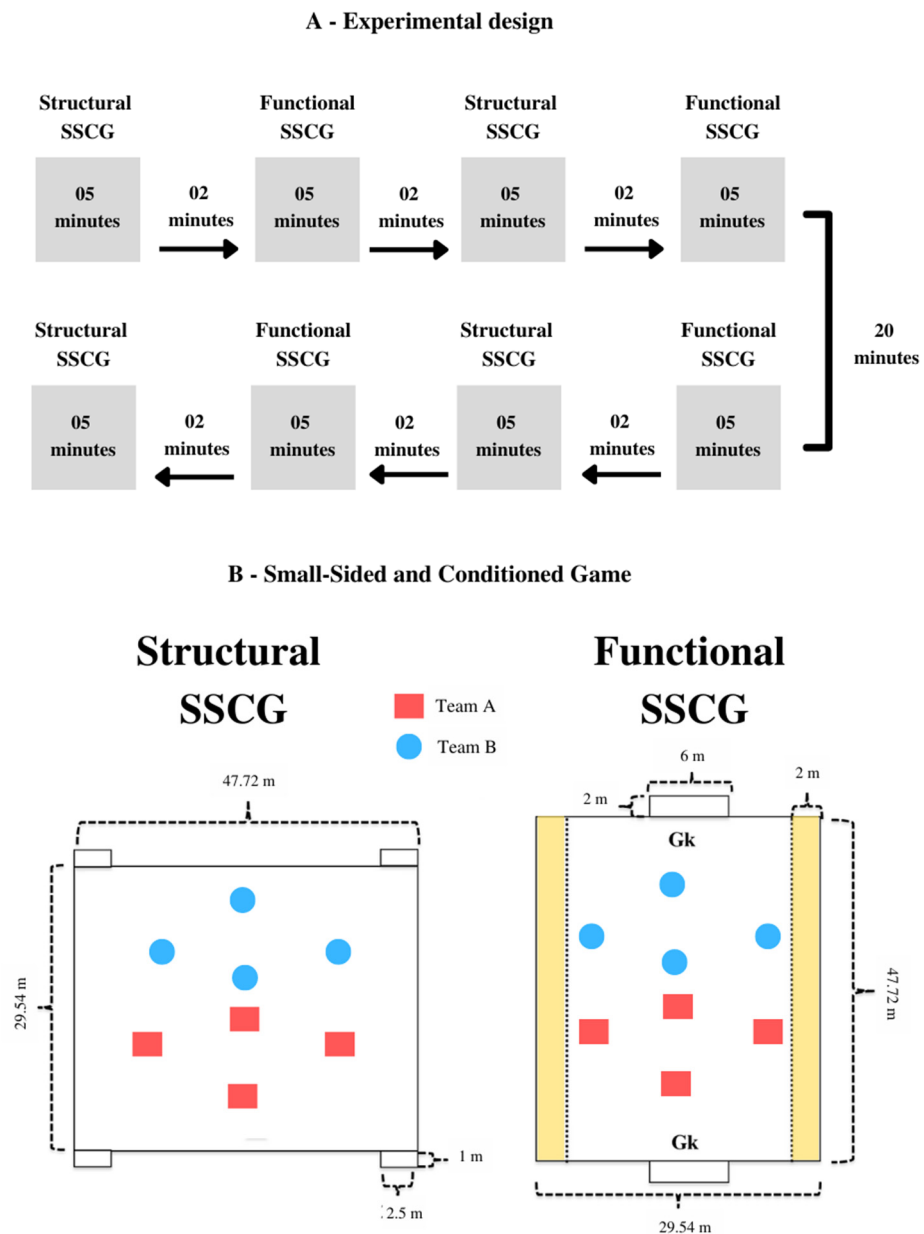 A - Experimental design
Structural
SSCG
Functional
SSCG
Structural
SSCG
Functional
SSCG
05
minutes
02
minutes
05
minutes
02
minutes
05
minutes
02
minutes
05
minutes
20
minutes
Structural
SSCG
Functional
SSCG
Structural
SSCG
Functional
SSCG
05
minutes
02
minutes
05
minutes
02
minutes
05
minutes
02
minutes
05
minutes
B - Small-Sided and Conditioned Game
Structural
SSCG
Functional
SSCG
Team A
Team B
47.72 m
29.54 m
1 m
2.5 m
6 m
2 m
2 m
Gk
47.72 m
Gk
29.54 m